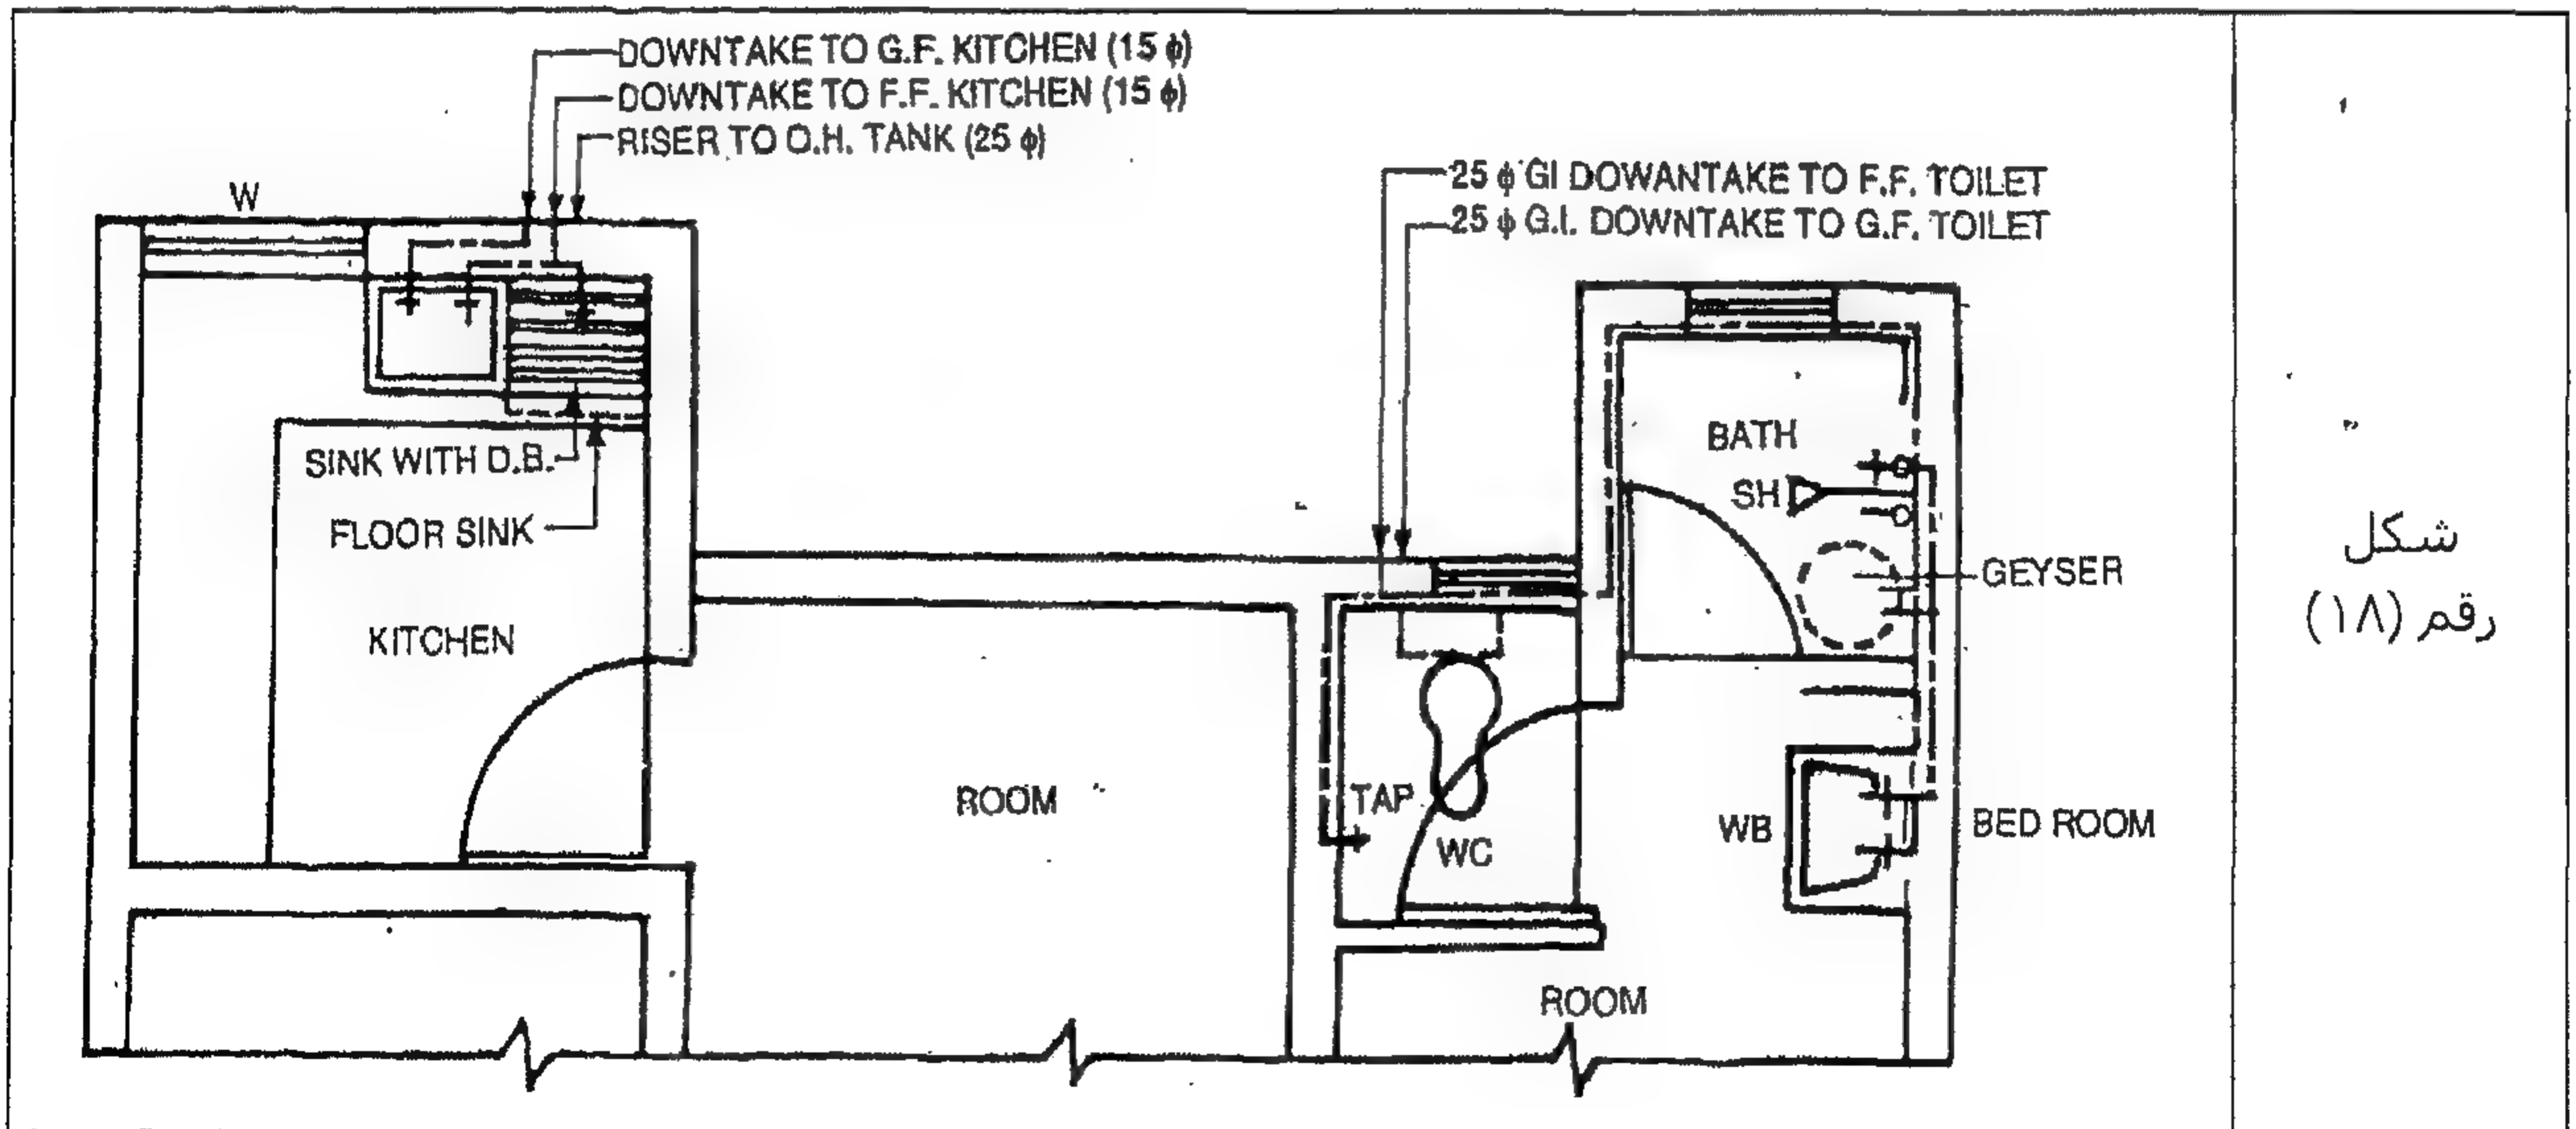 DOWNTAKE TO G.F. KITCHEN (15 ϕ)
DOWNTAKE TO F.F. KITCHEN (15 ϕ)
RISER TO O.H. TANK (25 ϕ)
25 ϕ GI DOWANTAKE TO F.F. TOILET
25 ϕ G.I. DOWNTAKE TO G.F. TOILET
W
SINK WITH D.B.
FLOOR SINK
KITCHEN
ROOM
TAP
WC
BATH
SH
GEYSER
WB
BED ROOM
ROOM
شكل
رقم (١٨)